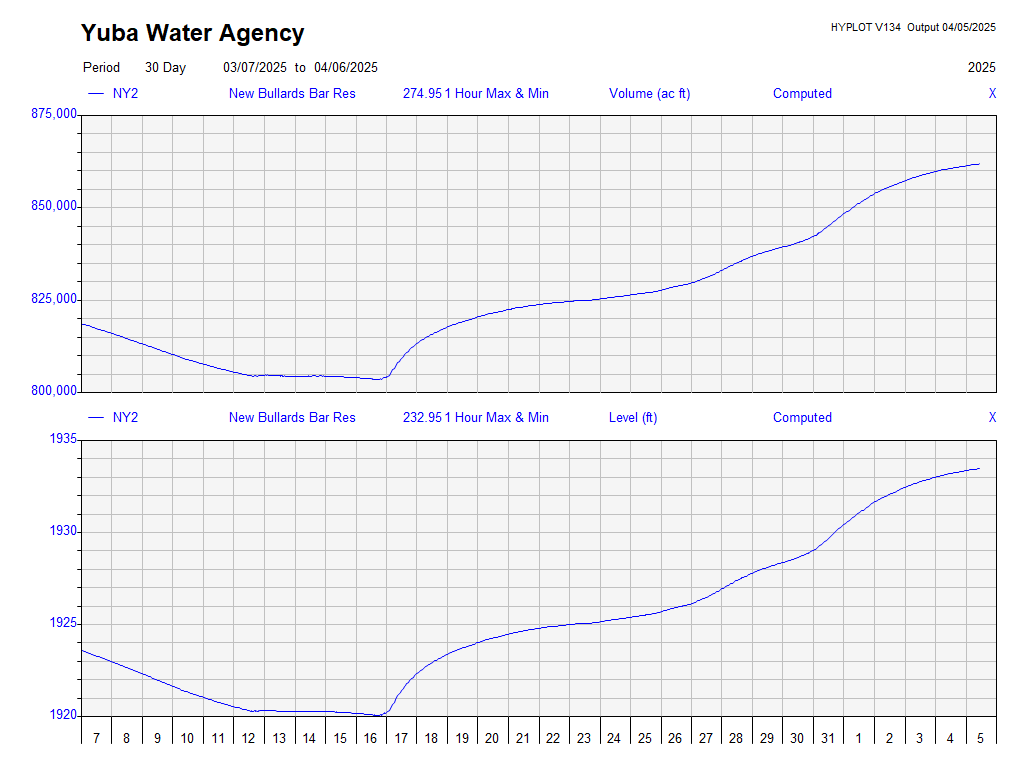 Yuba Water Agency
HYPLOT V134 Output 04/05/2025
Period 30 Day 03/07/2025 to 04/06/2025 2025
NY2 New Bullards Bar Res 274.95 1 Hour Max & Min Volume (ac ft) Computed X
875,000
850,000
825,000
800,000
NY2 New Bullards Bar Res 232.95 1 Hour Max & Min Level (ft) Computed X
1935
1930
1925
1920
7 8 9 10 11 12 13 14 15 16 17 18 19 20 21 22 23 24 25 26 27 28 29 30 31 1 2 3 4 5